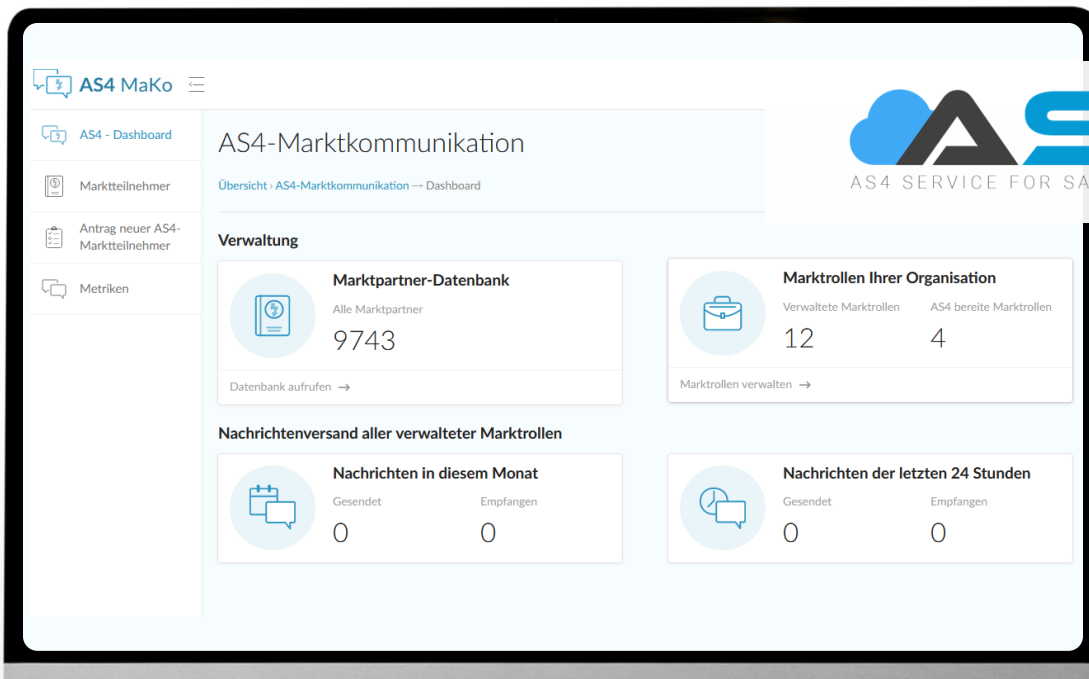 AS4 MaKo
AS4 - Dashboard
Marktteilnehmer
Antrag neuer AS4-
Marktteilnehmer
Metriken
AS4-Marktkommunikation
Übersicht › AS4-Marktkommunikation → Dashboard
AS4 SERVICE FOR
Verwaltung
Marktpartner-Datenbank
Alle Marktpartner
9743
Datenbank aufrufen →
Marktrollen Ihrer Organisation
Verwaltete Marktrollen AS4 bereite Marktrollen
12 4
Marktrollen verwalten →
Nachrichtenversand aller verwalteter Marktrollen
Nachrichten in diesem Monat
Gesendet Empfangen
0 0
Nachrichten der letzten 24 Stunden
Gesendet Empfangen
0 0